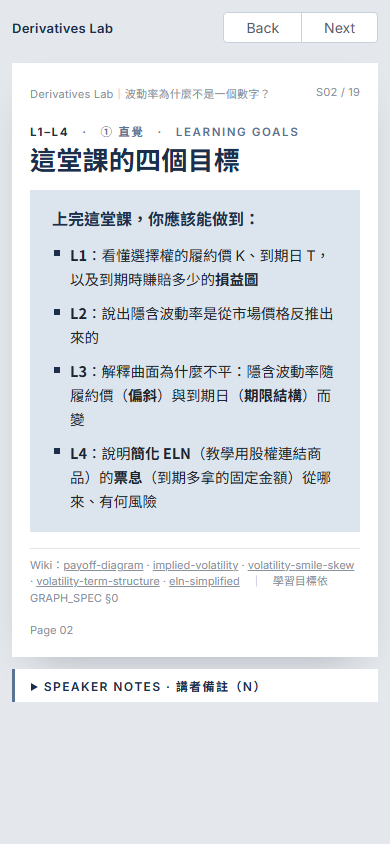 Derivatives Lab
Back
Next
Derivatives Lab｜波動率為什麼不是一個數字？
S02 / 19
L1–L4 · ① 直覺 · LEARNING GOALS
這堂課的四個目標
上完這堂課，你應該能做到：
L1：看懂選擇權的履約價 K、到期日 T，
以及到期時賺賠多少的損益圖
L2：說出隱含波動率是從市場價格反推出
來的
L3：解釋曲面為什麼不平：隱含波動率隨
履約價（偏斜）與到期日（期限結構）而
變
L4：說明簡化 ELN（教學用股權連結商
品）的票息（到期多拿的固定金額）從哪
來、有何風險
Wiki：payoff-diagram · implied-volatility · volatility-smile-skew
· volatility-term-structure · eln-simplified ｜ 學習目標依
GRAPH_SPEC §0
Page 02
▶ SPEAKER NOTES · 講者備註（N）